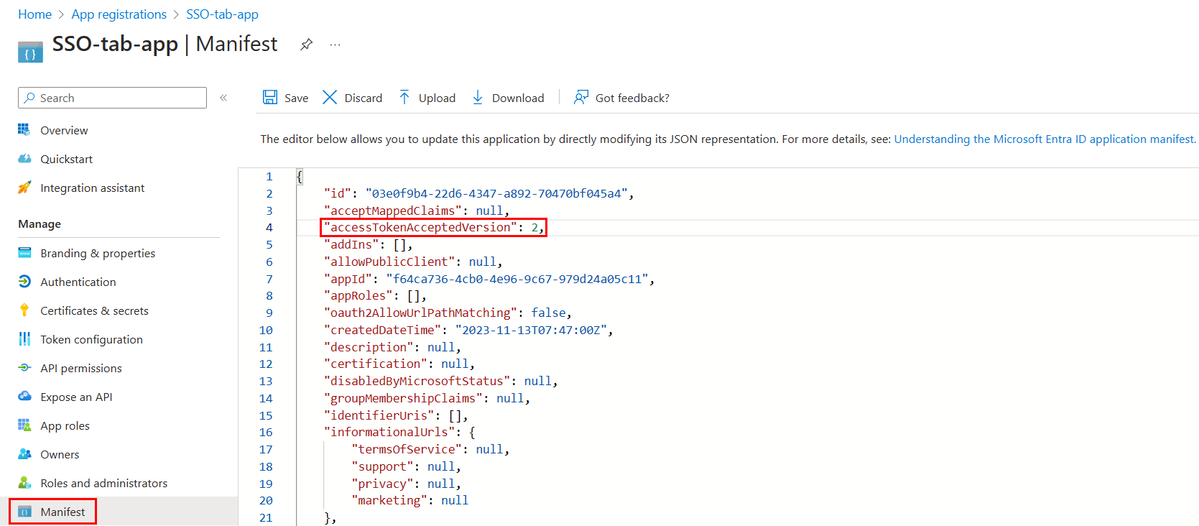 Home > App registrations > SSO-tab-app
SSO-tab-app | Manifest
Search
Save Discard Upload Download Got feedback?
Overview
Quickstart
Integration assistant
Manage
Branding & properties
Authentication
Certificates & secrets
Token configuration
API permissions
Expose an API
App roles
Owners
Roles and administrators
Manifest
The editor below allows you to update this application by directly modifying its JSON representation. For more details, see: Understanding the Microsoft Entra ID application manifest.
1 {
2 "id": "03e0f9b4-22d6-4347-a892-70470bf045a4",
3 "acceptMappedClaims": null,
4 "accessTokenAcceptedVersion": 2,
5 "addIns": [],
6 "allowPublicClient": null,
7 "appId": "f64ca736-4cb0-4e96-9c67-979d24a05c11",
8 "appRoles": [],
9 "oauth2AllowUrlPathMatching": false,
10 "createdDateTime": "2023-11-13T07:47:00Z",
11 "description": null,
12 "certification": null,
13 "disabledByMicrosoftStatus": null,
14 "groupMembershipClaims": null,
15 "identifierUris": [],
16 "informationalUrls": {
17 "termsOfService": null,
18 "support": null,
19 "privacy": null,
20 "marketing": null
21 },